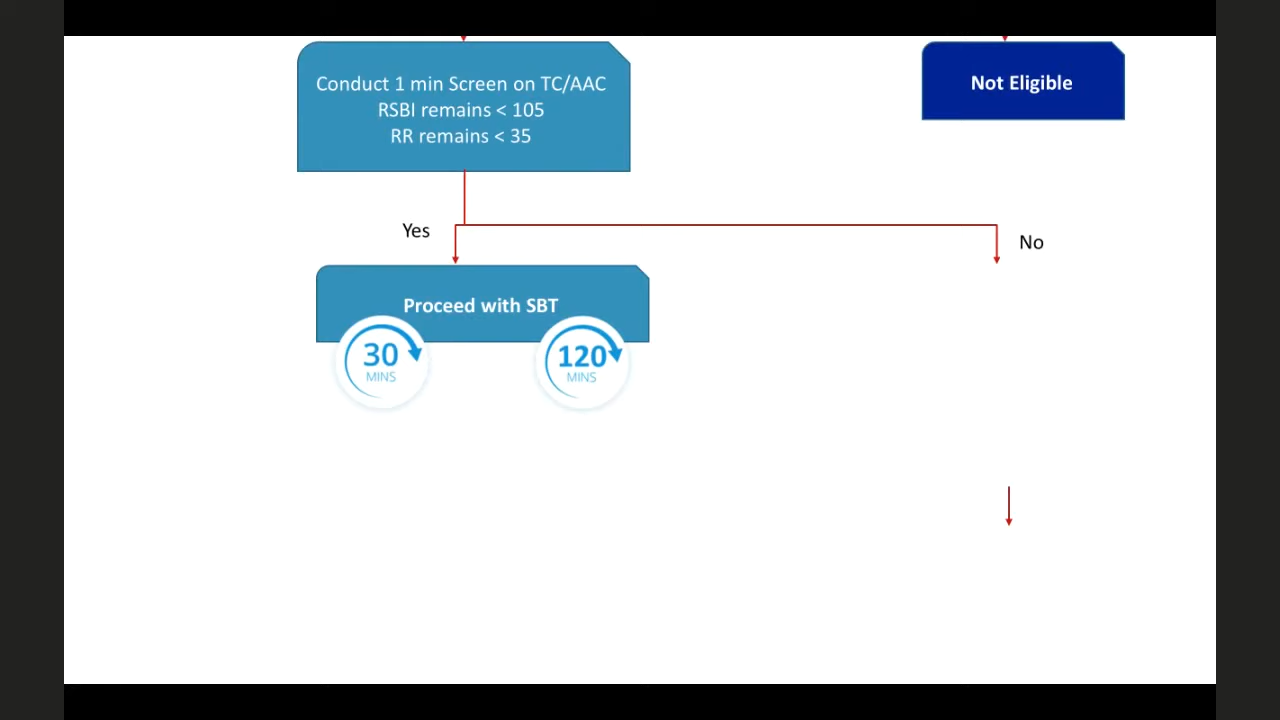 Conduct 1 min Screen on TC/AAC
RSBI remains < 105
RR remains < 35
Not Eligible
Yes
No
Proceed with SBT
30
MINS
120
MINS